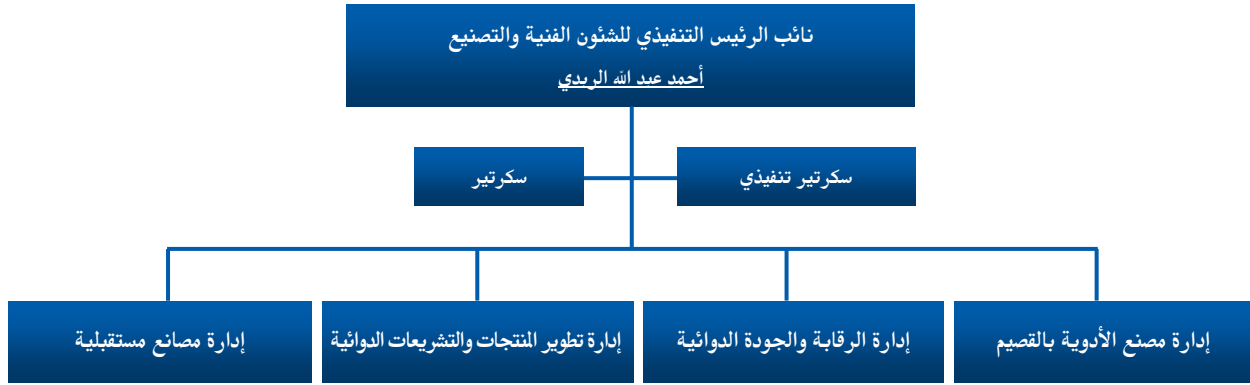 نائب الرئيس التنفيذي للشئون الفنية والتصنيع
أحمد عبد الله الربدي
سكرتير تنفيذي
سكرتير
إدارة مصنع الأدوية بالقصيم
إدارة الرقابة والجودة الدوائية
إدارة تطوير المنتجات والتشريعات الدوائية
إدارة مصانع مستقبلية